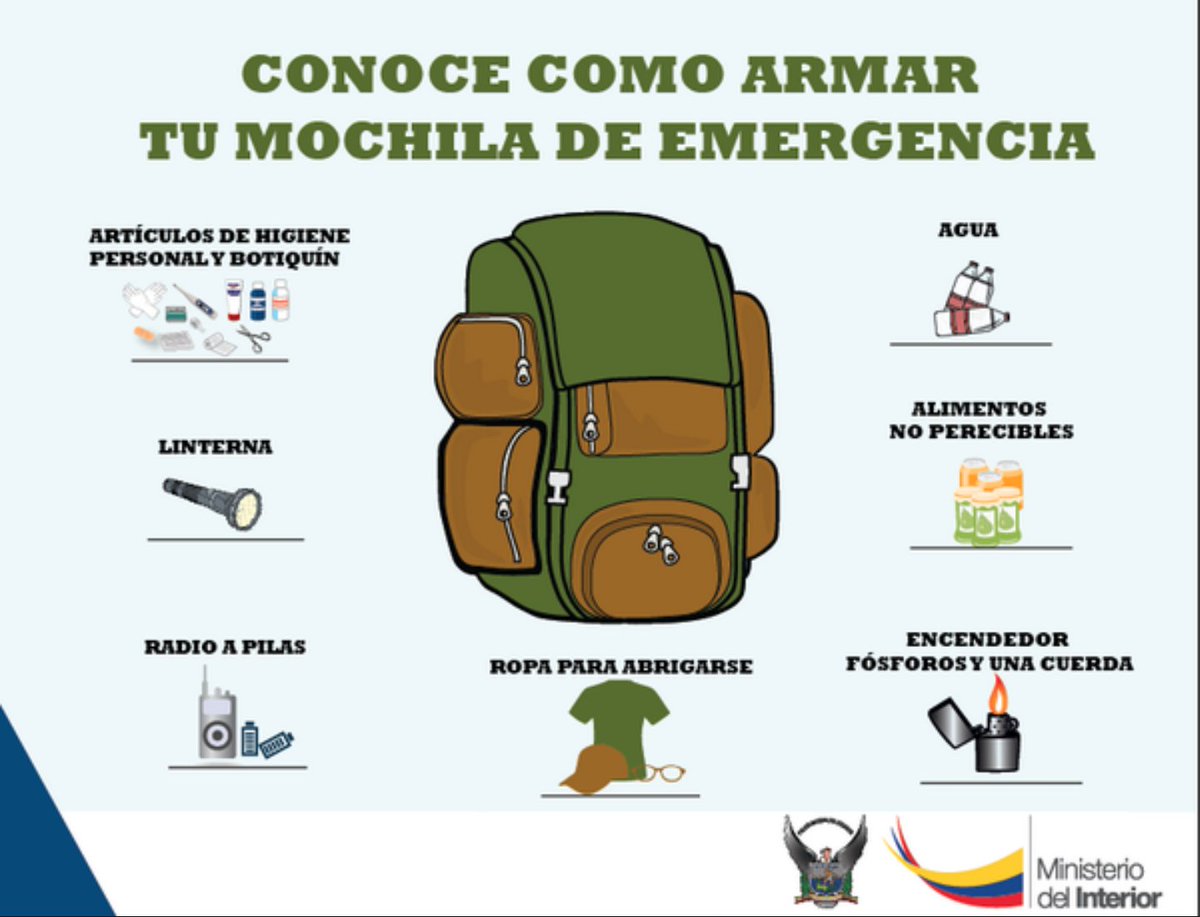 CONOCE COMO ARMAR
TU MOCHILA DE EMERGENCIA
ARTÍCULOS DE HIGIENE
PERSONAL Y BOTIQUÍN
AGUA
LINTERNA
ALIMENTOS
NO PERECIBLES
RADIO A PILAS
ROPA PARA ABRIGARSE
ENCENDEDOR
FÓSFOROS Y UNA CUERDA
Ministerio
del Interior